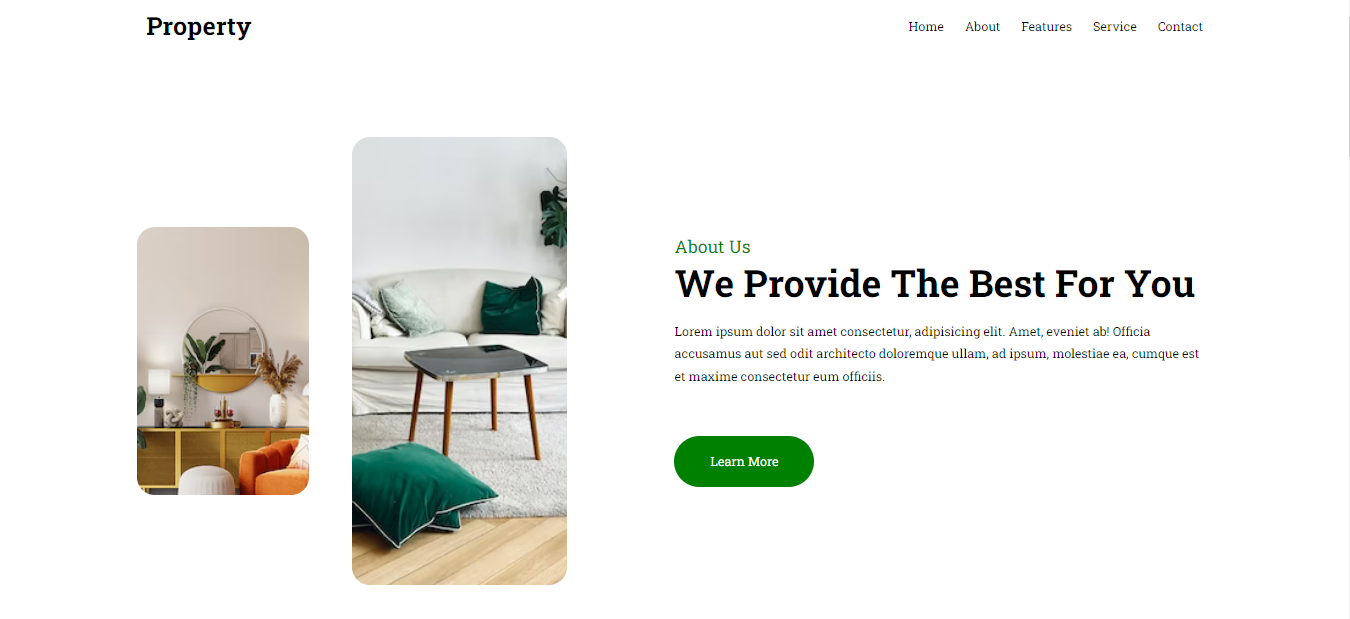 Property
Home About Features Service Contact
About Us
We Provide The Best For You
Lorem ipsum dolor sit amet consectetur, adipisicing elit. Amet, eveniet ab! Officia
accusamus aut sed odit architecto doloremque ullam, ad ipsum, molestiae ea, cumque est
et maxime consectetur eum officiis.
Learn More